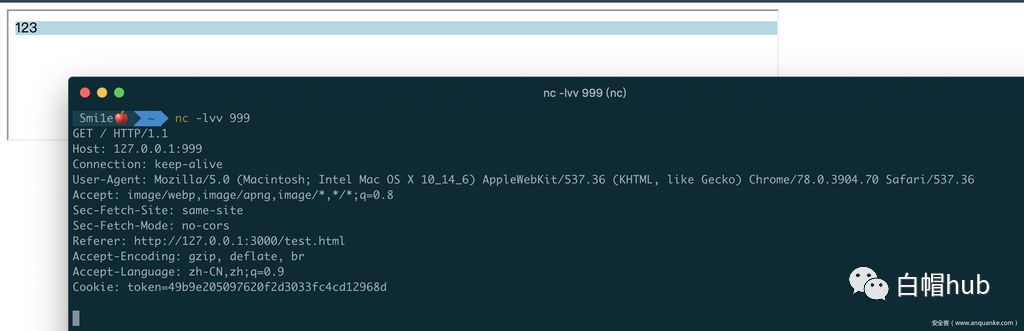 123
nc -lvv 999 (nc)
Smi1e🍎 ~ nc -lvv 999
GET / HTTP/1.1
Host: 127.0.0.1:999
Connection: keep-alive
User-Agent: Mozilla/5.0 (Macintosh; Intel Mac OS X 10_14_6) AppleWebKit/537.36 (KHTML, like Gecko) Chrome/78.0.3904.70 Safari/537.36
Accept: image/webp,image/apng,image/*,*/*;q=0.8
Sec-Fetch-Site: same-site
Sec-Fetch-Mode: no-cors
Referer: http://127.0.0.1:3000/test.html
Accept-Encoding: gzip, deflate, br
Accept-Language: zh-CN,zh;q=0.9
Cookie: token=49b9e205097620f2d3033fc4cd12968d
白帽hub
安全客（www.anquanke.com）